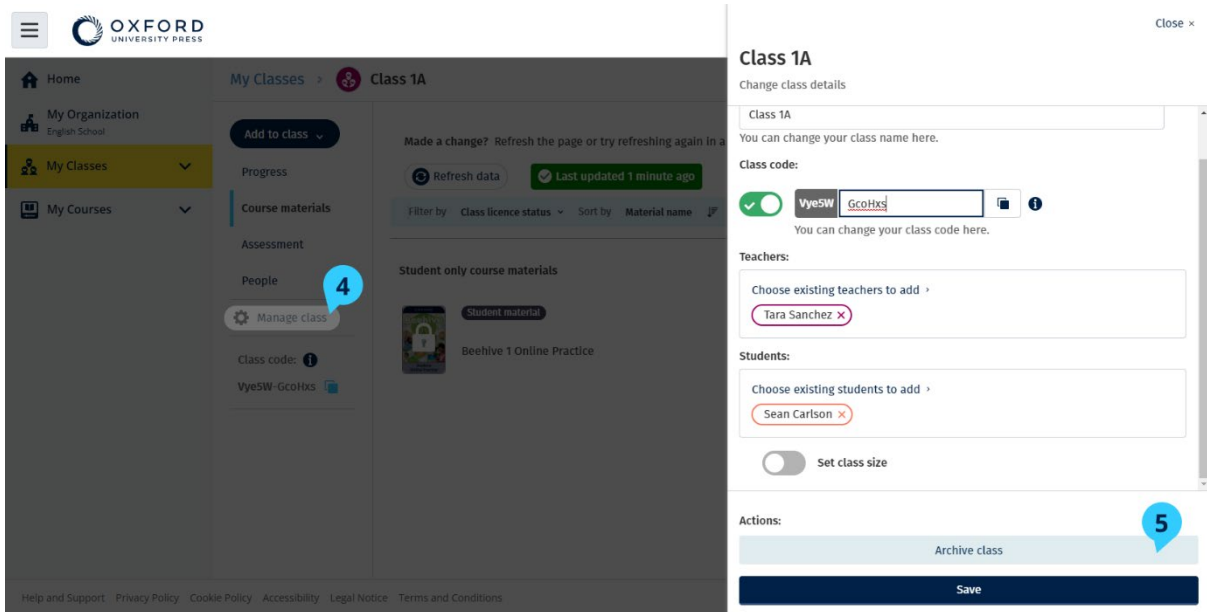 OXFORD
UNIVERSITY PRESS
Home
My Organization
English School
My Classes
My Courses
My Classes > Class 1A
Add to class
Progress
Course materials
Assessment
People
4
Manage class
Class code:
Vye5W-GcoHxs
Made a change? Refresh the page or try refreshing again in a
Refresh data
Last updated 1 minute ago
Filter by Class licence status Sort by Material name
Student only course materials
Student material
Beehive 1 Online Practice
Help and Support Privacy Policy Cookie Policy Accessibility Legal Notice Terms and Conditions
Close ×
Class 1A
Change class details
Class 1A
You can change your class name here.
Class code:
Vye5W GcoHxs
You can change your class code here.
Teachers:
Choose existing teachers to add ›
Tara Sanchez ×
Students:
Choose existing students to add ›
Sean Carlson ×
Set class size
Actions:
5
Archive class
Save